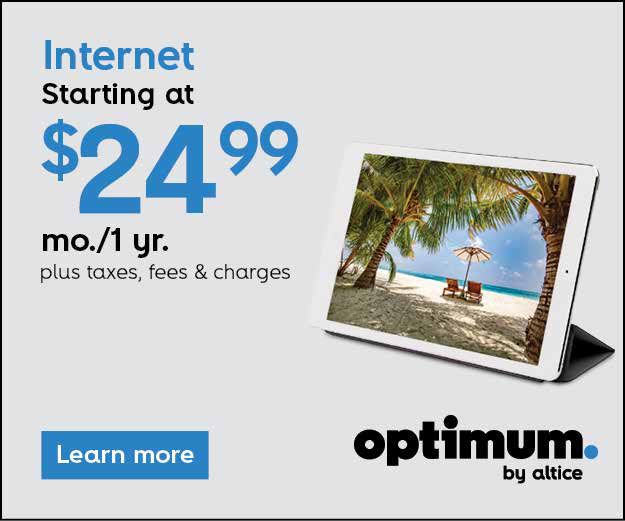 Internet
Starting at
$24.99
mo./1 yr.
plus taxes, fees & charges
Learn more
optimum.
by altice